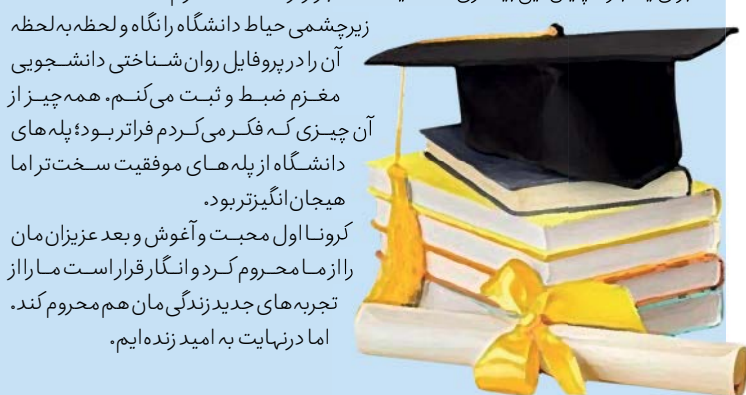 زیرچشمی حیاط دانشگاه را نگاه و لحظه‌به‌لحظه
آن را در پروفایل روان‌شناختی دانشجویی
مغزم ضبط و ثبت می‌کنم. همه‌چیز از
آن چیزی که فکر می‌کردم فراتر بود؛ پله‌های
دانشگاه از پله‌های موفقیت سخت‌تر اما
هیجان‌انگیزتر بود.
کرونا اول محبت و آغوش و بعد عزیزان‌مان
را از ما محروم کرد و انگار قرار است ما را از
تجربه‌های جدید زندگی‌مان هم محروم کند.
اما درنهایت به امید زنده‌ایم.